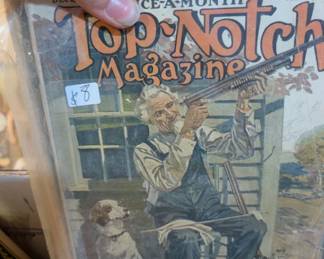 CE-A-MONTH
Top-Notch
Magazine
$8